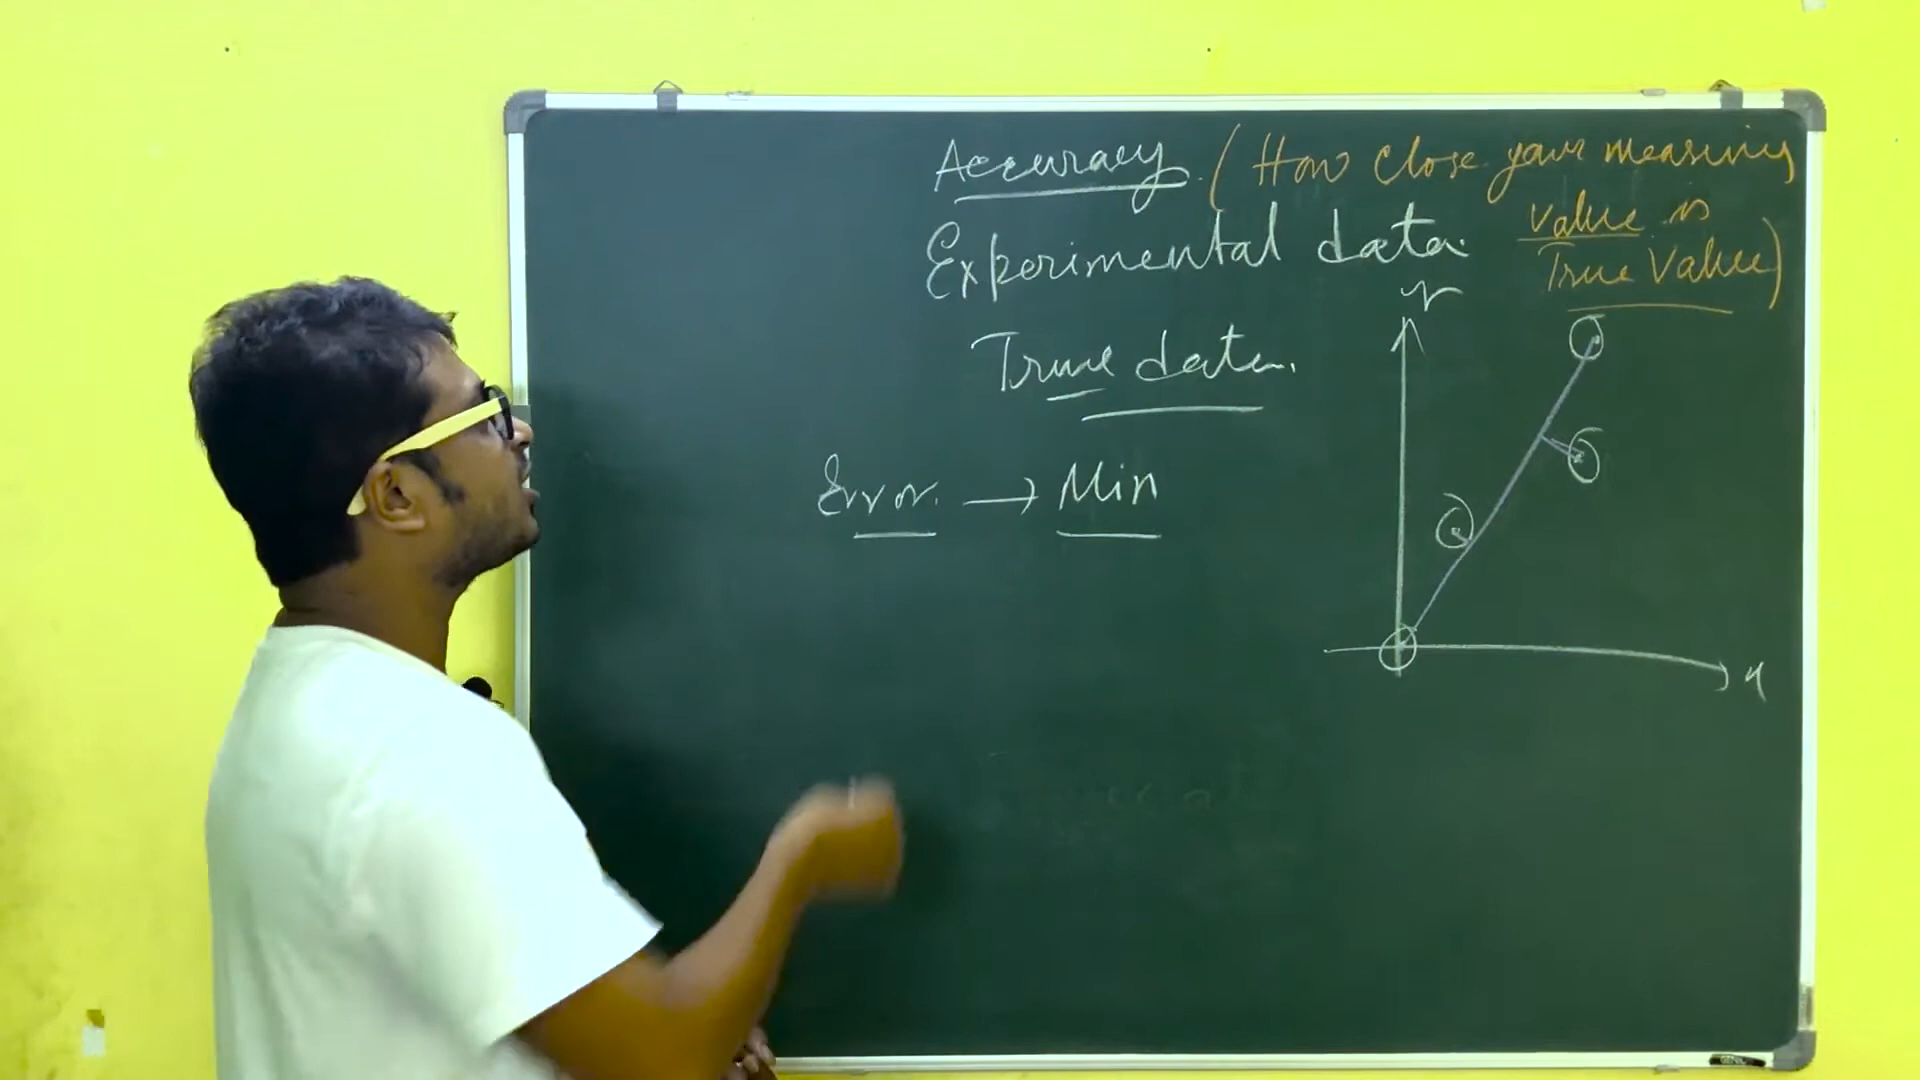 Accuracy. (How close your measuring
value is
True Value)
Experimental data.
True data.
Error. → Min
Y
x